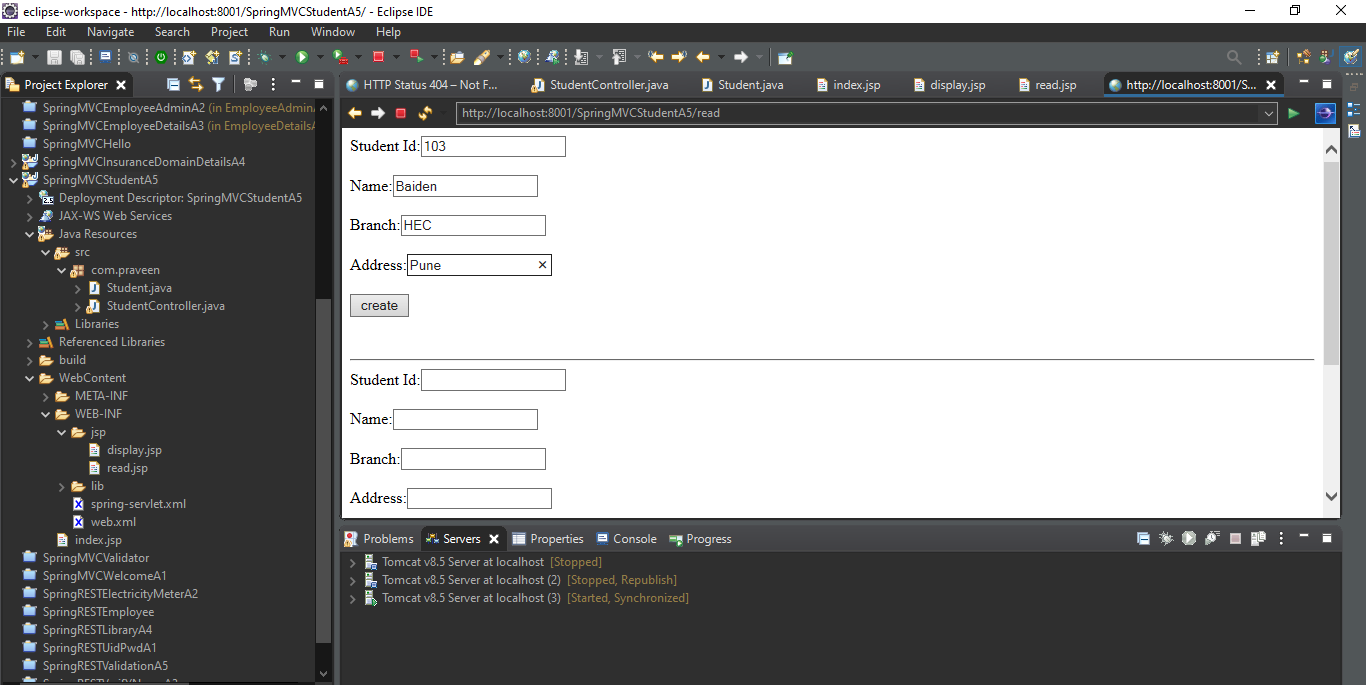 eclipse-workspace - http://localhost:8001/SpringMVCStudentA5/ - Eclipse IDE
File Edit Navigate Search Project Run Window Help
Project Explorer
SpringMVCEmployeeAdminA2 (in EmployeeAdmin
SpringMVCEmployeeDetailsA3 (in EmployeeDetails
SpringMVCHello
SpringMVCInsuranceDomainDetailsA4
SpringMVCStudentA5
Deployment Descriptor: SpringMVCStudentA5
JAX-WS Web Services
Java Resources
src
com.praveen
Student.java
StudentController.java
Libraries
Referenced Libraries
build
WebContent
META-INF
WEB-INF
jsp
display.jsp
read.jsp
lib
spring-servlet.xml
web.xml
index.jsp
SpringMVCValidator
SpringMVCWelcomeA1
SpringRESTElectricityMeterA2
SpringRESTEmployee
SpringRESTLibraryA4
SpringRESTUidPwdA1
SpringRESTValidationA5
HTTP Status 404 – Not F... StudentController.java Student.java index.jsp display.jsp read.jsp http://localhost:8001/S...
http://localhost:8001/SpringMVCStudentA5/read
Student Id: 103
Name: Baiden
Branch: HEC
Address: Pune
create
Student Id:
Name:
Branch:
Address:
Problems Servers Properties Console Progress
Tomcat v8.5 Server at localhost [Stopped]
Tomcat v8.5 Server at localhost (2) [Stopped, Republish]
Tomcat v8.5 Server at localhost (3) [Started, Synchronized]